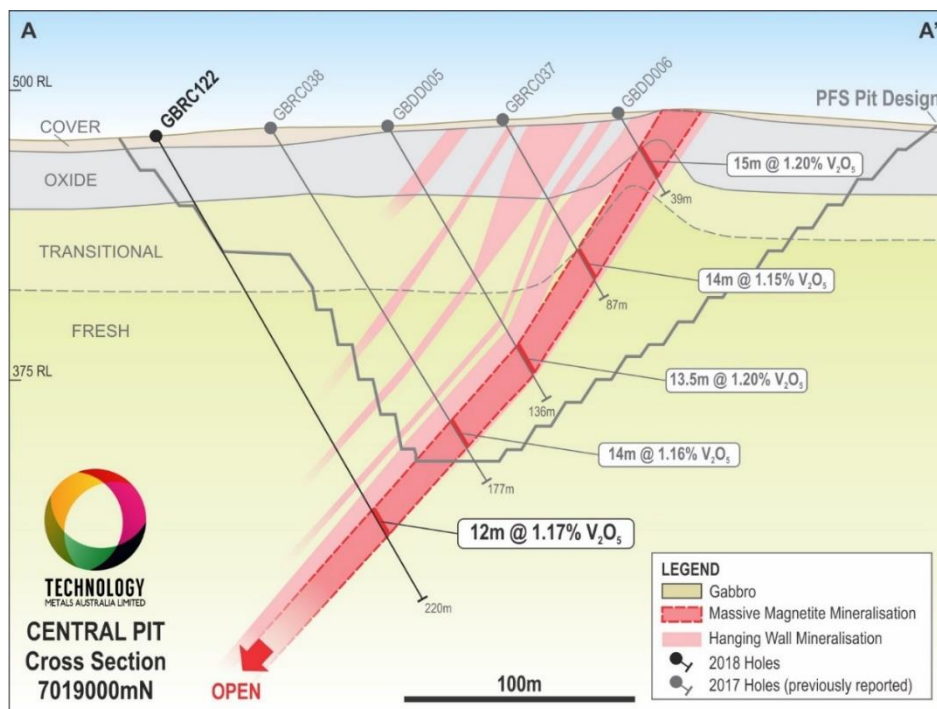 A
A'
500 RL
GBRC122
GBRC038
GBDD005
GBRC037
GBDD006
PFS Pit Design
COVER
OXIDE
15m @ 1.20% V₂O₅
39m
TRANSITIONAL
14m @ 1.15% V₂O₅
87m
FRESH
375 RL
13.5m @ 1.20% V₂O₅
136m
14m @ 1.16% V₂O₅
177m
12m @ 1.17% V₂O₅
220m
TECHNOLOGY
METALS AUSTRALIA LIMITED
CENTRAL PIT
Cross Section
7019000mN
OPEN
100m
LEGEND
Gabbro
Massive Magnetite Mineralisation
Hanging Wall Mineralisation
2018 Holes
2017 Holes (previously reported)